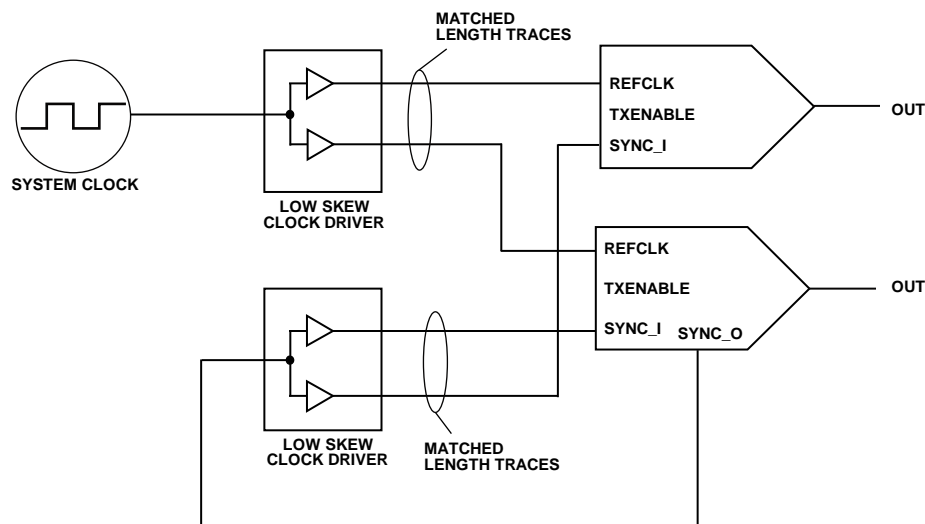 MATCHED
LENGTH TRACES
REFCLK
TXENABLE
SYNC_I
OUT
SYSTEM CLOCK
LOW SKEW
CLOCK DRIVER
REFCLK
TXENABLE
SYNC_I
SYNC_O
OUT
LOW SKEW
CLOCK DRIVER
MATCHED
LENGTH TRACES